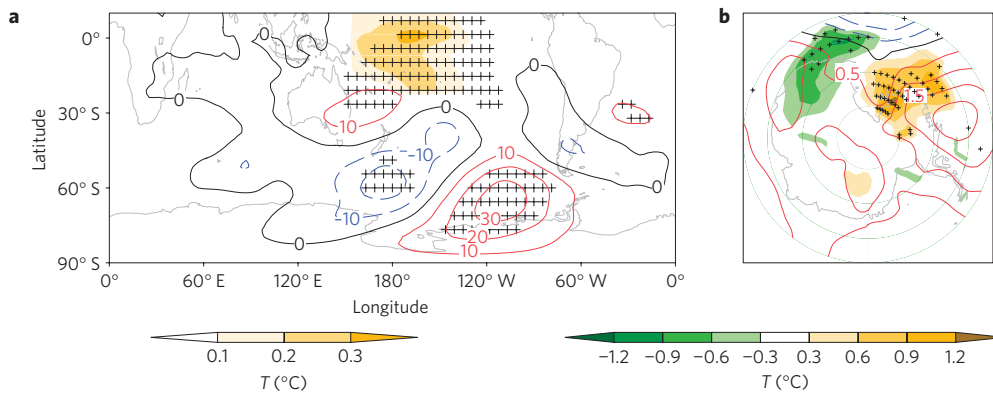 a
b
0°
30° S
60° S
90° S
Latitude
0
0
0
0
0
0
10
-10
-10
10
30
20
10
0.5
1.5
0°
60° E
120° E
180°
120° W
60° W
0°
Longitude
0.1
0.2
0.3
T (°C)
−1.2
−0.9
−0.6
−0.3
0.3
0.6
0.9
1.2
T (°C)